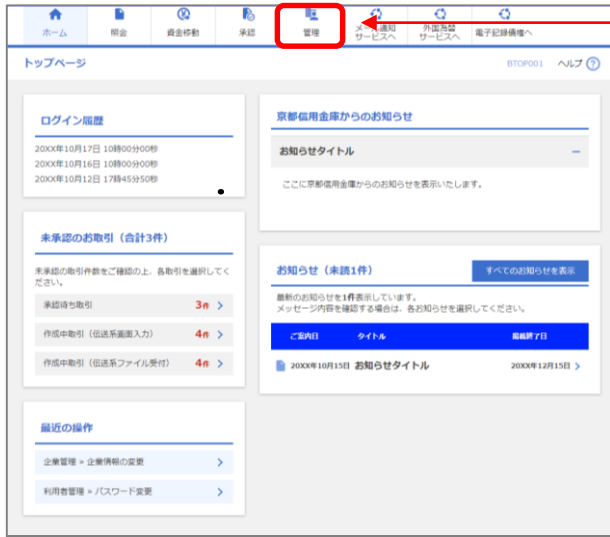 ホーム
照会
資金移動
承認
管理
メール通知
サービスへ
外国為替
サービスへ
電子記録債権へ
トップページ
BTOP001 ヘルプ ?
ログイン履歴
20XX年10月17日 10時00分00秒
20XX年10月16日 10時00分00秒
20XX年10月12日 17時45分50秒
京都信用金庫からのお知らせ
お知らせタイトル
ここに京都信用金庫からのお知らせを表示いたします。
未承認のお取引(合計3件)
未承認の取引件数をご確認の上、各取引を選択してく
ださい。
承認待ち取引 3件
作成中取引(伝送系画面入力) 4件
作成中取引(伝送系ファイル受付) 4件
お知らせ(未読1件) すべてのお知らせを表示
最新のお知らせを1件表示しています。
メッセージ内容を確認する場合は、各お知らせを選択してください。
ご案内日 タイトル 掲載終了日
20XX年10月15日 お知らせタイトル 20XX年12月15日
最近の操作
企業管理 » 企業情報の変更
利用者管理 » パスワード変更